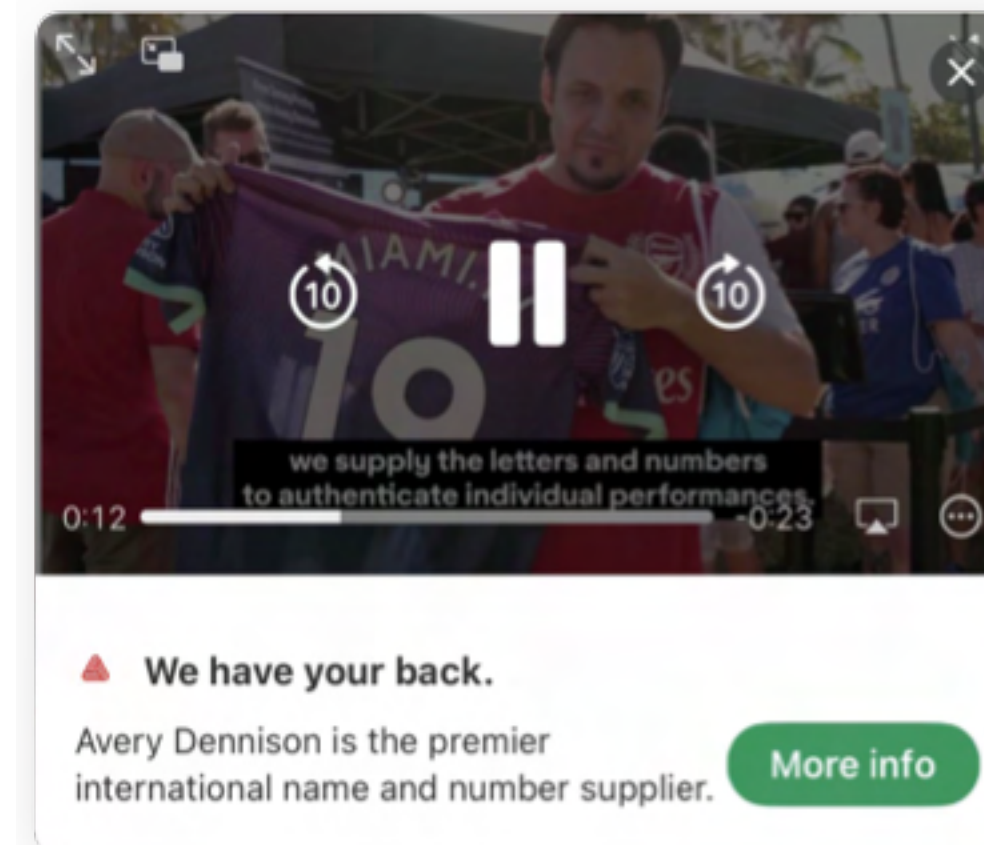 MIAMI
10
10
19
es
we supply the letters and numbers
to authenticate individual performances.
0:12
-0:23
We have your back.
Avery Dennison is the premier
international name and number supplier.
More info